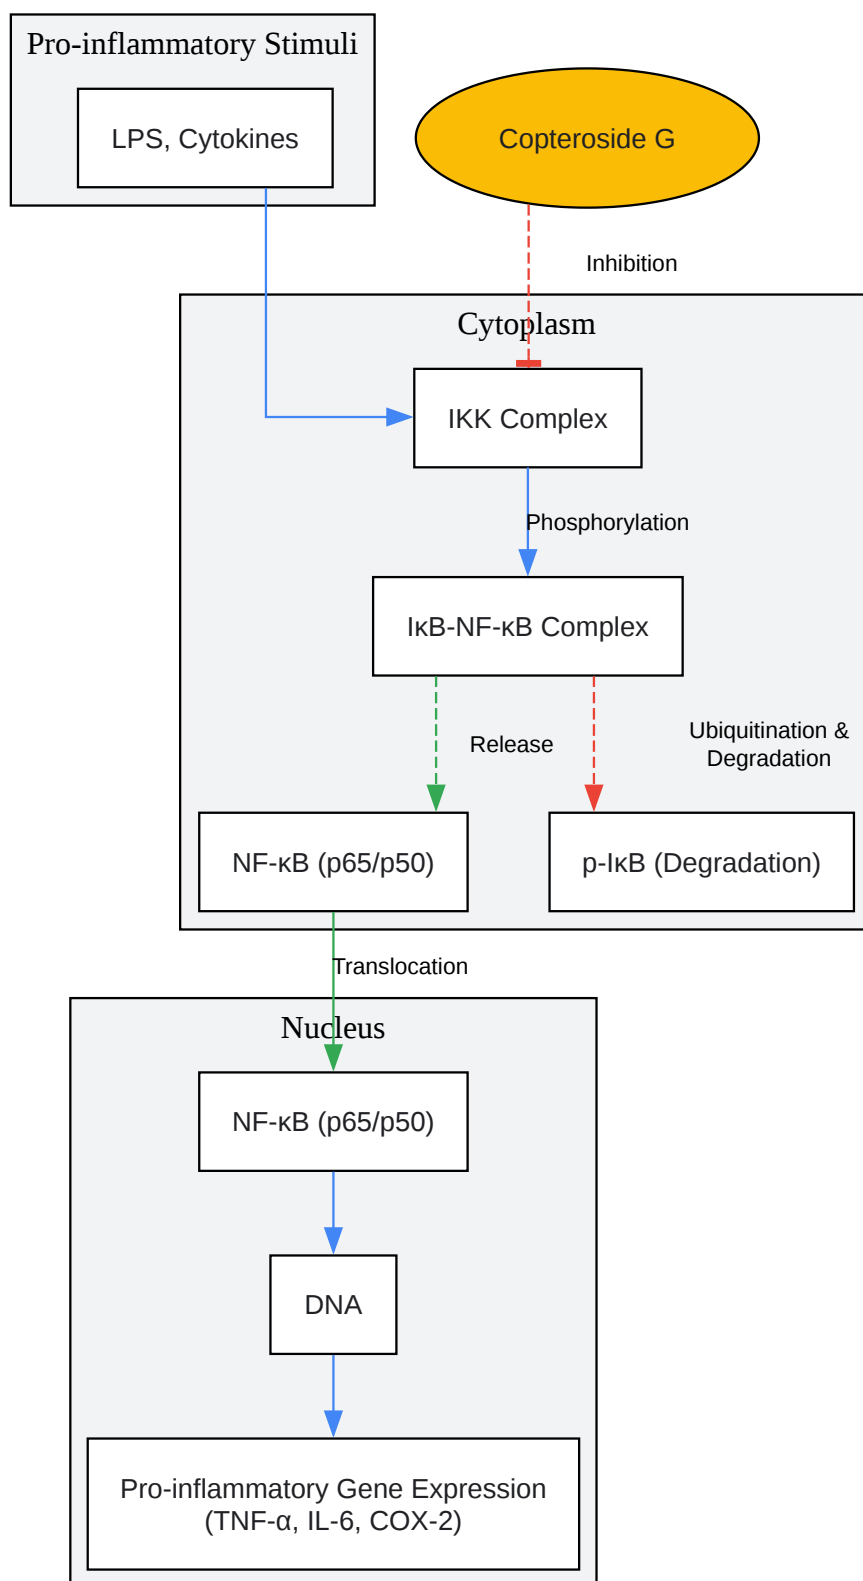 Pro-inflammatory Stimuli
LPS, Cytokines
Copteroside G
Inhibition
Cytoplasm
IKK Complex
Phosphorylation
IκB-NF-κB Complex
Release
Ubiquitination &
Degradation
NF-κB (p65/p50)
p-IκB (Degradation)
Translocation
Nucleus
NF-κB (p65/p50)
DNA
Pro-inflammatory Gene Expression
(TNF-α, IL-6, COX-2)